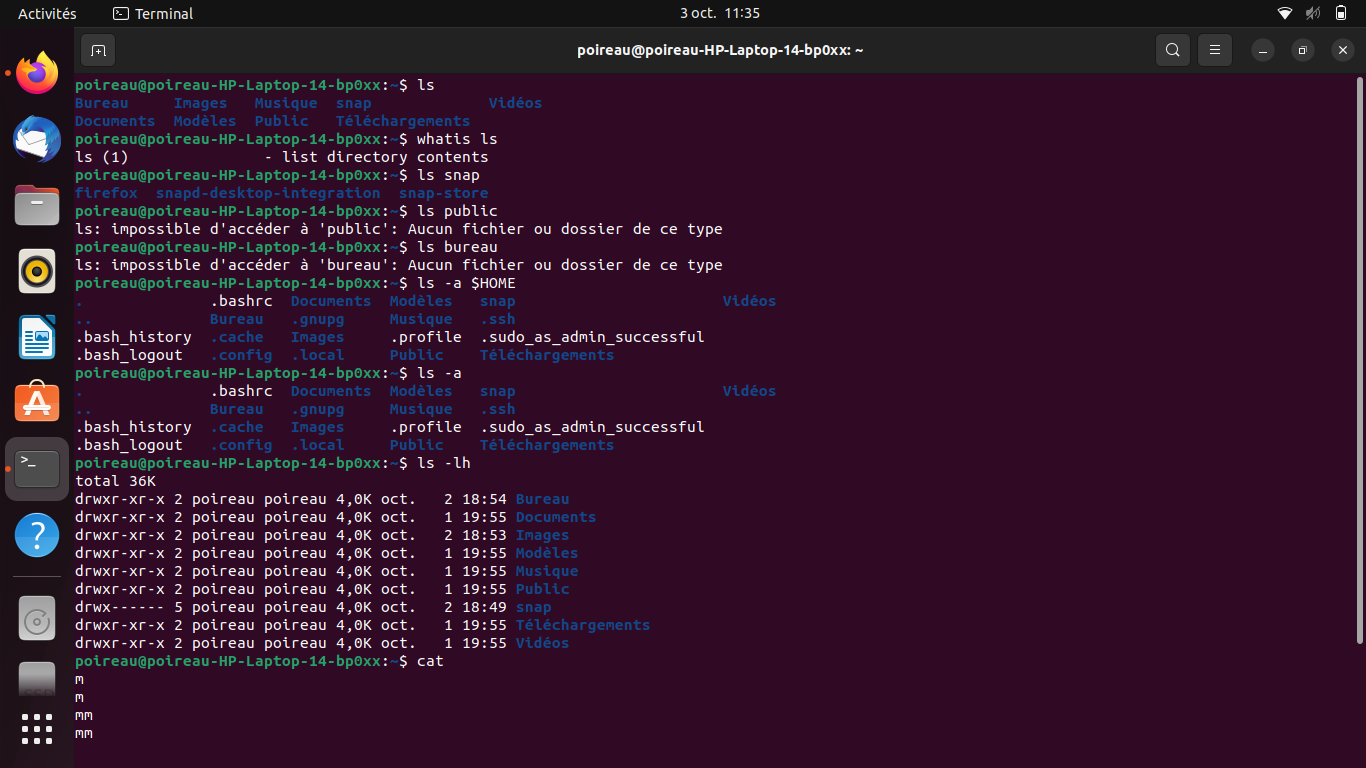 Activités Terminal 3 oct. 11:35
poireau@poireau-HP-Laptop-14-bp0xx: ~
poireau@poireau-HP-Laptop-14-bp0xx:~$ ls
Bureau Images Musique snap Vidéos
Documents Modèles Public Téléchargements
poireau@poireau-HP-Laptop-14-bp0xx:~$ whatis ls
ls (1) - list directory contents
poireau@poireau-HP-Laptop-14-bp0xx:~$ ls snap
firefox snapd-desktop-integration snap-store
poireau@poireau-HP-Laptop-14-bp0xx:~$ ls public
ls: impossible d'accéder à 'public': Aucun fichier ou dossier de ce type
poireau@poireau-HP-Laptop-14-bp0xx:~$ ls bureau
ls: impossible d'accéder à 'bureau': Aucun fichier ou dossier de ce type
poireau@poireau-HP-Laptop-14-bp0xx:~$ ls -a $HOME
. .bashrc Documents Modèles snap Vidéos
.. Bureau .gnupg Musique .ssh
.bash_history .cache Images .profile .sudo_as_admin_successful
.bash_logout .config .local Public Téléchargements
poireau@poireau-HP-Laptop-14-bp0xx:~$ ls -a
. .bashrc Documents Modèles snap Vidéos
.. Bureau .gnupg Musique .ssh
.bash_history .cache Images .profile .sudo_as_admin_successful
.bash_logout .config .local Public Téléchargements
poireau@poireau-HP-Laptop-14-bp0xx:~$ ls -lh
total 36K
drwxr-xr-x 2 poireau poireau 4,0K oct. 2 18:54 Bureau
drwxr-xr-x 2 poireau poireau 4,0K oct. 1 19:55 Documents
drwxr-xr-x 2 poireau poireau 4,0K oct. 2 18:53 Images
drwxr-xr-x 2 poireau poireau 4,0K oct. 1 19:55 Modèles
drwxr-xr-x 2 poireau poireau 4,0K oct. 1 19:55 Musique
drwxr-xr-x 2 poireau poireau 4,0K oct. 1 19:55 Public
drwx------ 5 poireau poireau 4,0K oct. 2 18:49 snap
drwxr-xr-x 2 poireau poireau 4,0K oct. 1 19:55 Téléchargements
drwxr-xr-x 2 poireau poireau 4,0K oct. 1 19:55 Vidéos
poireau@poireau-HP-Laptop-14-bp0xx:~$ cat
m
m
mm
mm